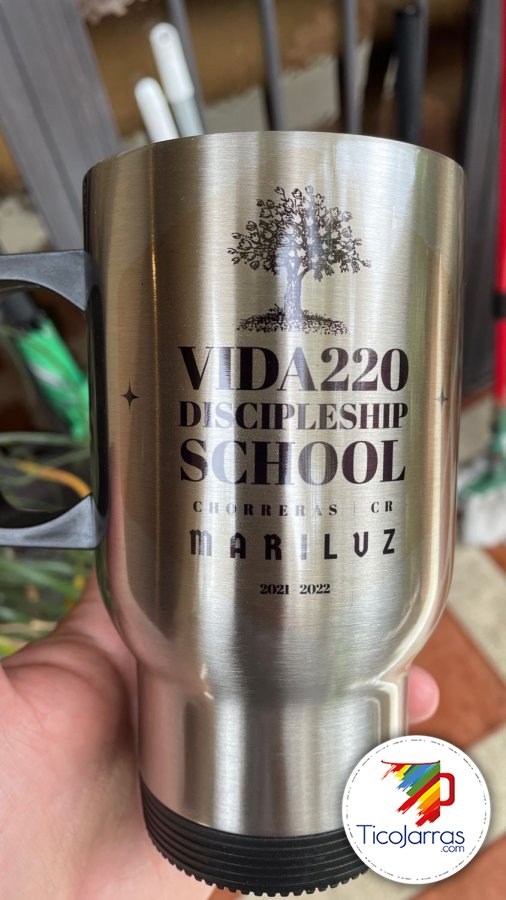 VIDA220
DISCIPLESHIP
SCHOOL
CHORRERAS | CR
MARILUZ
2021 - 2022
TicoJarras
.com